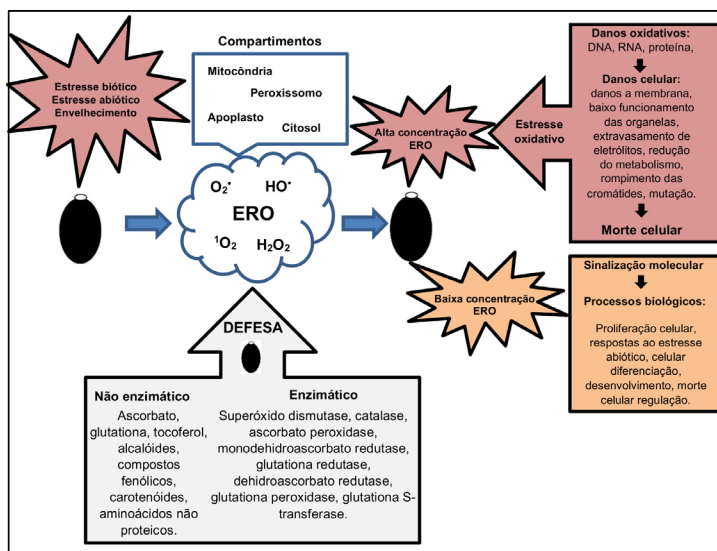 Compartimentos
Mitocôndria
Peroxissomo
Apoplasto
Citosol
Estresse biótico
Estresse abiótico
Envelhecimento
O₂•
HO•
ERO
¹O₂
H₂O₂
Alta concentração
ERO
Estresse
oxidativo
Danos oxidativos:
DNA, RNA, proteína,
Danos celular:
danos a membrana,
baixo funcionamento
das organelas,
extravasamento de
eletrólitos, redução
do metabolismo,
rompimento das
cromátides, mutação.
Morte celular
Baixa concentração
ERO
Sinalização molecular
Processos biológicos:
Proliferação celular,
respostas ao estresse
abiótico, celular
diferenciação,
desenvolvimento, morte
celular regulação.
DEFESA
Não enzimático
Ascorbato,
glutationa, tocoferol,
alcalóides,
compostos
fenólicos,
carotenóides,
aminoácidos não
proteicos.
Enzimático
Superóxido dismutase, catalase,
ascorbato peroxidase,
monodehidroascorbato redutase,
glutationa redutase,
dehidroascorbato redutase,
glutationa peroxidase, glutationa S-
transferase.